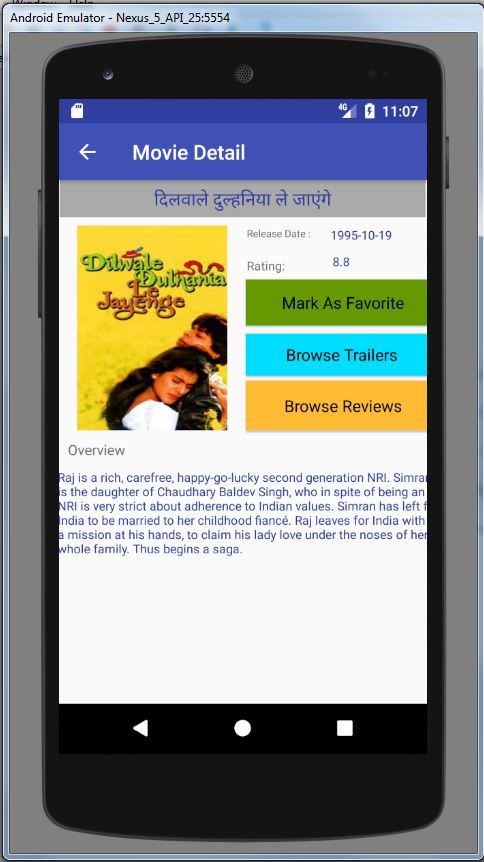 Android Emulator - Nexus_5_API_25:5554
4G 11:07
Movie Detail
दिलवाले दुल्हनिया ले जाएंगे
Dilwale
Dulhania
Le
Jayenge
Release Date : 1995-10-19
Rating: 8.8
Mark As Favorite
Browse Trailers
Browse Reviews
Overview
Raj is a rich, carefree, happy-go-lucky second generation NRI. Simran
is the daughter of Chaudhary Baldev Singh, who in spite of being an
NRI is very strict about adherence to Indian values. Simran has left f
India to be married to her childhood fiancé. Raj leaves for India with
a mission at his hands, to claim his lady love under the noses of her
whole family. Thus begins a saga.